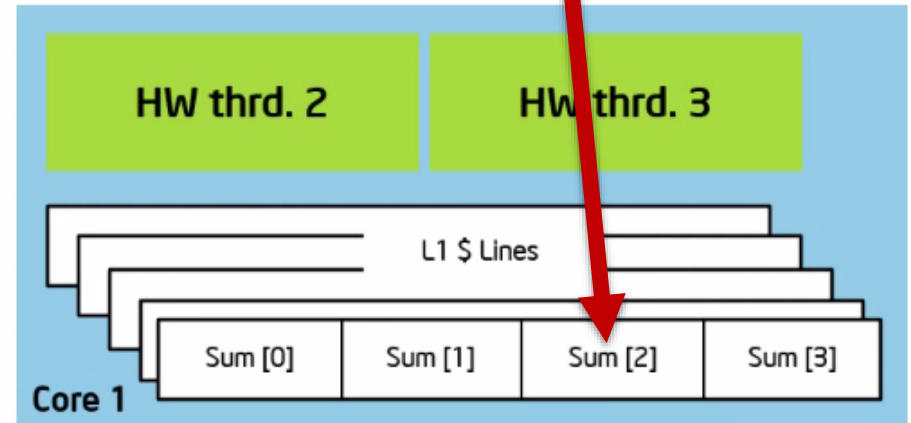 HW thrd. 2
HW thrd. 3
L1 $ Lines
Sum [0]
Sum [1]
Sum [2]
Sum [3]
Core 1